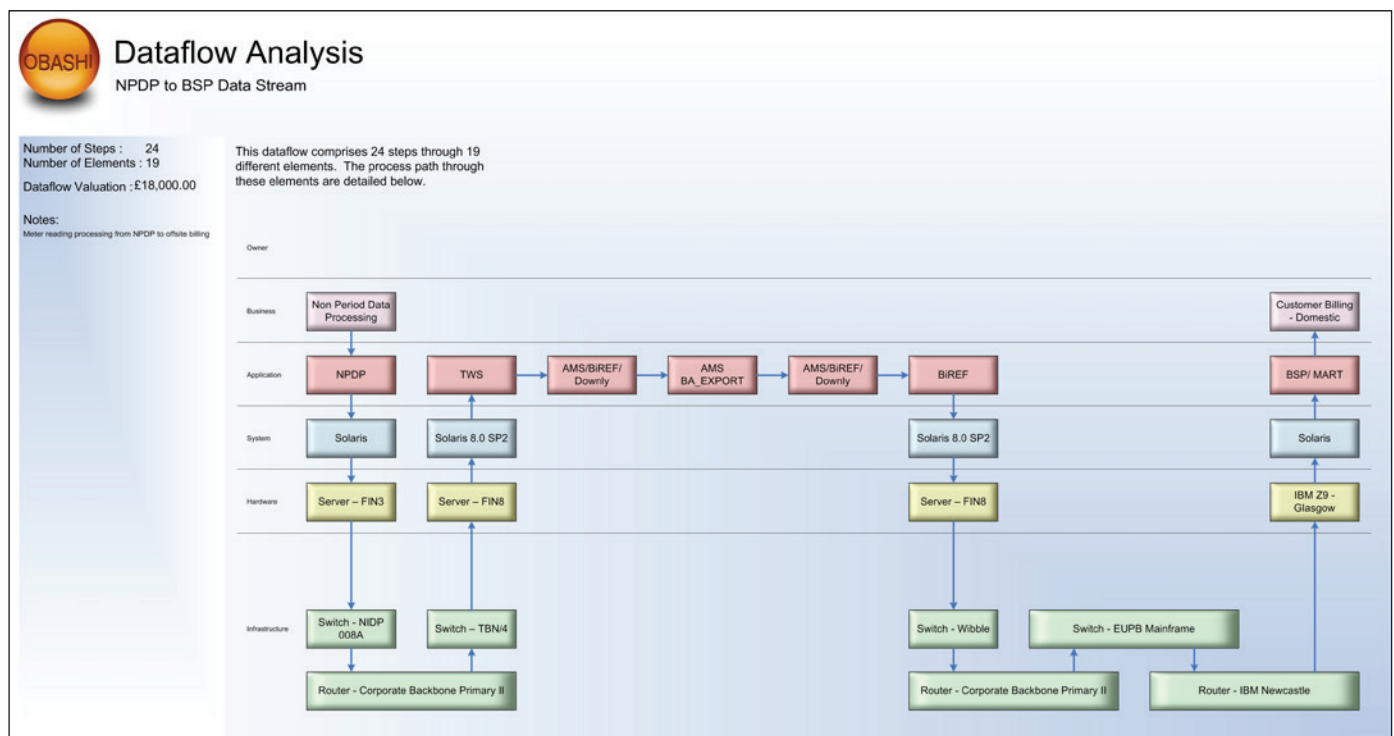 OBASHI
Dataflow Analysis
NPDP to BSP Data Stream
Number of Steps : 24
Number of Elements : 19
Dataflow Valuation : £18,000.00
Notes:
Meter reading processing from NPDP to offsite billing
This dataflow comprises 24 steps through 19
different elements. The process path through
these elements are detailed below.
Owner
Business
Non Period Data
Processing
Customer Billing
- Domestic
Application
NPDP
TWS
AMS/BiREF/
Downly
AMS
BA_EXPORT
AMS/BiREF/
Downly
BiREF
BSP/ MART
System
Solaris
Solaris 8.0 SP2
Solaris 8.0 SP2
Solaris
Hardware
Server – FIN3
Server – FIN8
Server – FIN8
IBM Z9 -
Glasgow
Infrastructure
Switch - NIDP
008A
Switch – TBN/4
Switch - Wibble
Switch - EUPB Mainframe
Router - Corporate Backbone Primary II
Router - Corporate Backbone Primary II
Router - IBM Newcastle